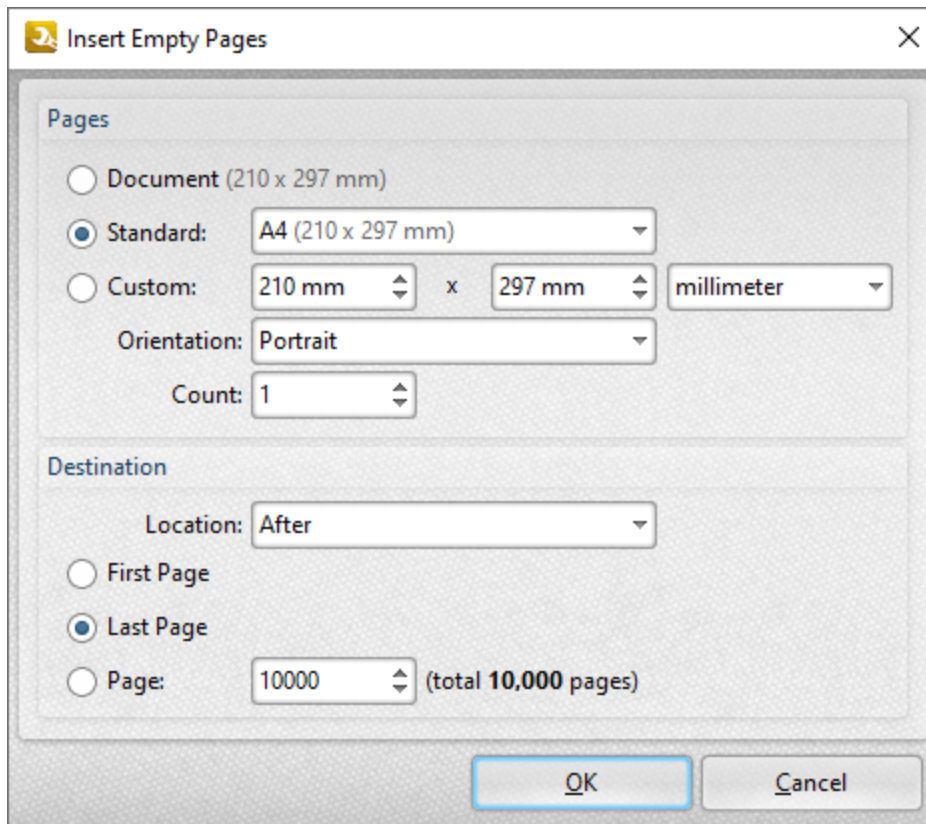 Insert Empty Pages
Pages
Document (210 x 297 mm)
Standard: A4 (210 x 297 mm)
Custom: 210 mm x 297 mm millimeter
Orientation: Portrait
Count: 1
Destination
Location: After
First Page
Last Page
Page: 10000 (total 10,000 pages)
OK Cancel